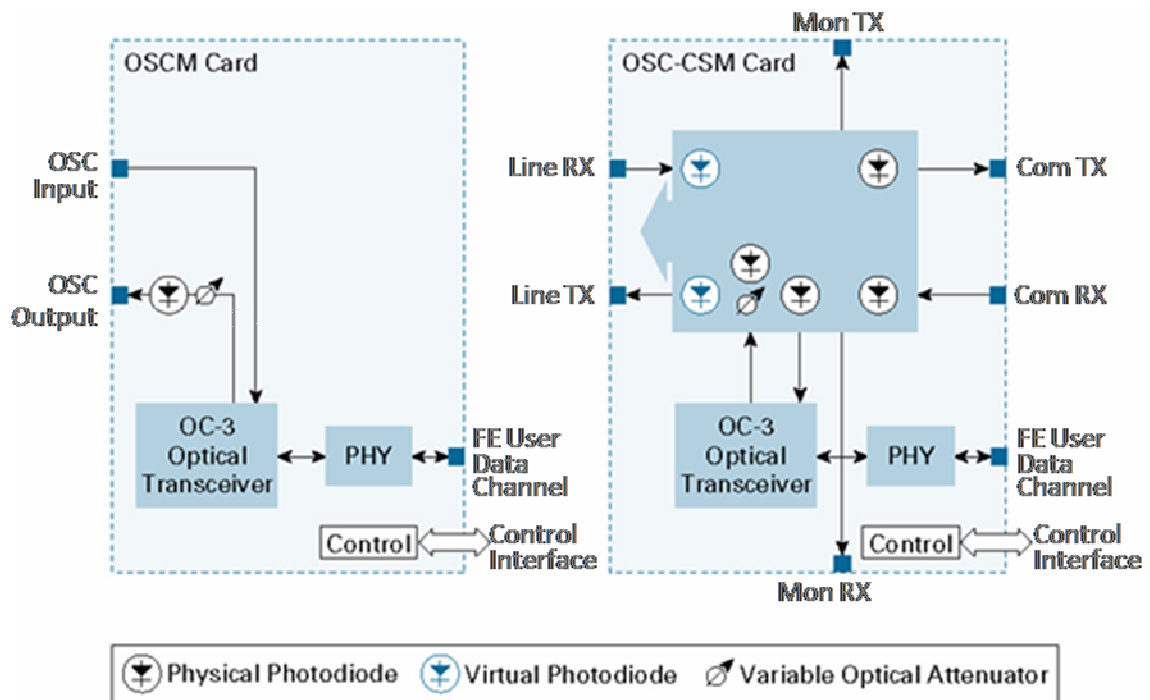 Mon TX
OSCM Card
OSC-CSM Card
OSC
Input
OSC
Output
OC-3
Optical
Transceiver
PHY
FE User
Data
Channel
Control
Control
Interface
Line RX
Line TX
Com TX
Com RX
OC-3
Optical
Transceiver
PHY
FE User
Data
Channel
Control
Control
Interface
Mon RX
Physical Photodiode
Virtual Photodiode
Variable Optical Attenuator